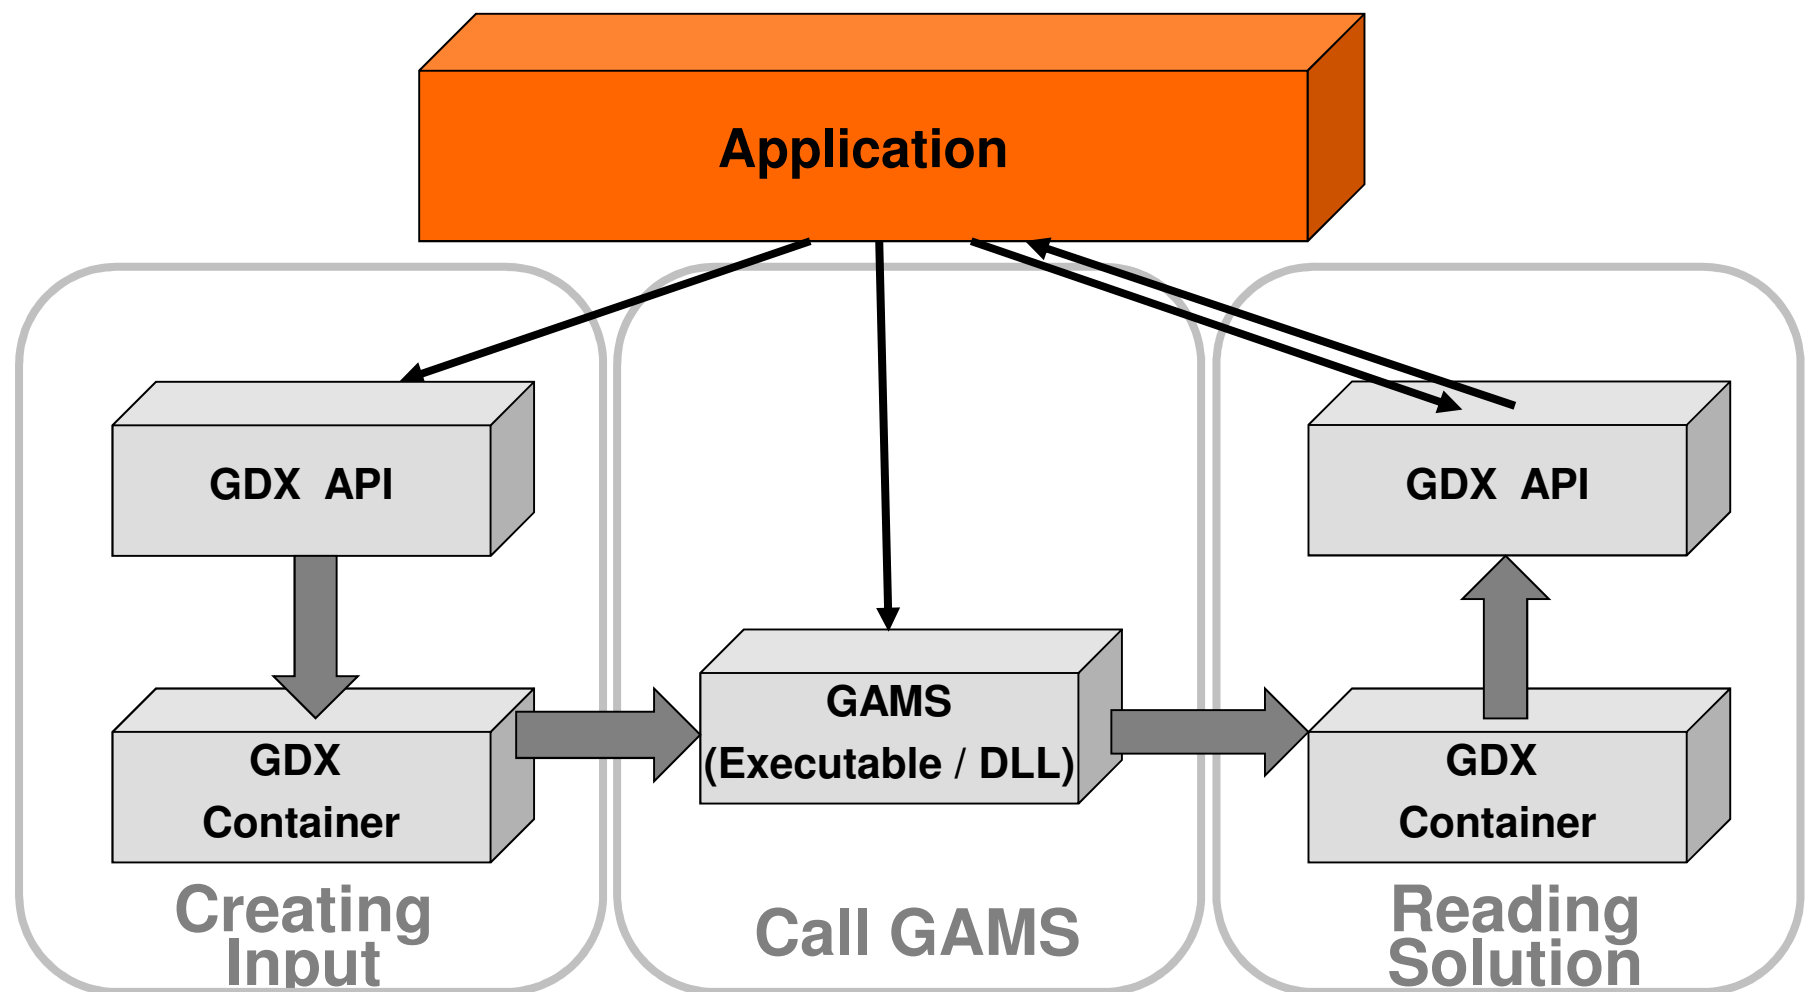 Application
GDX API
GDX API
GAMS
(Executable / DLL)
GDX
Container
GDX
Container
Creating
Input
Call GAMS
Reading
Solution